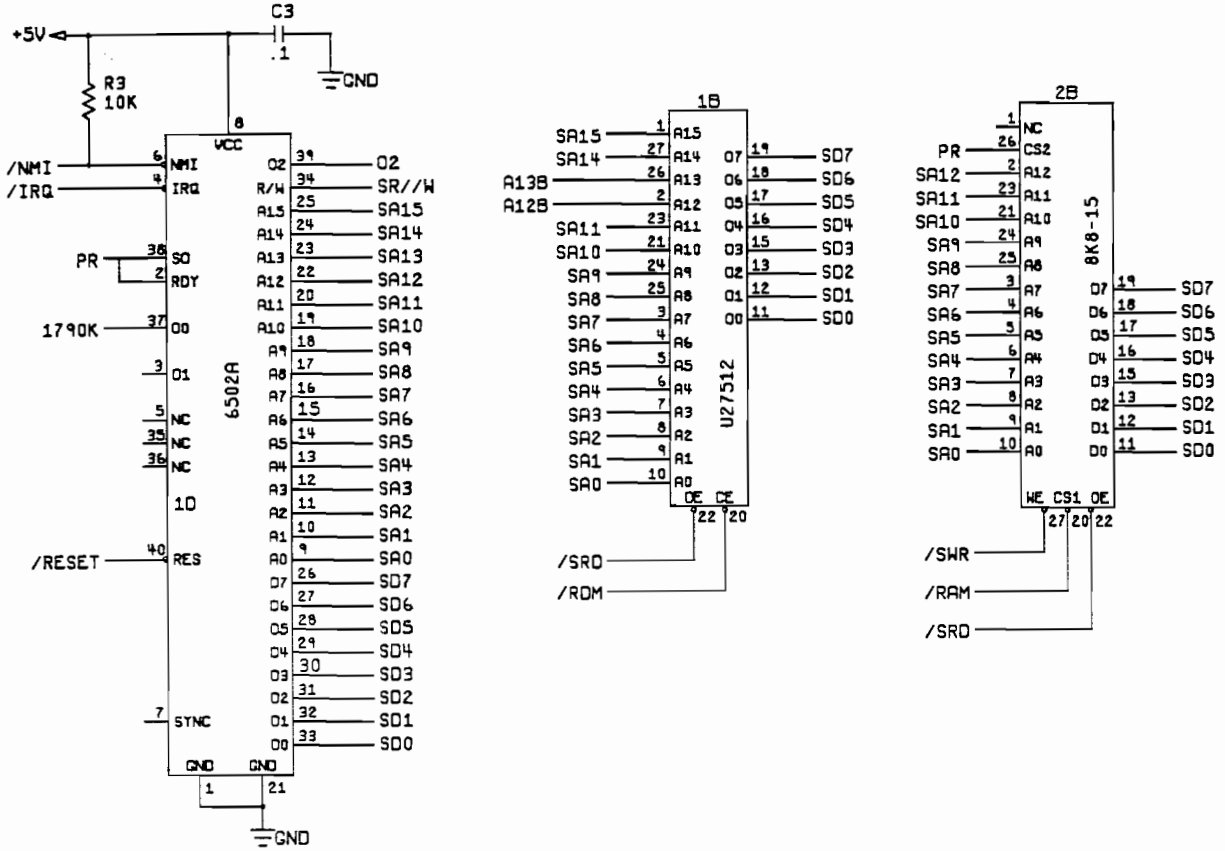 C3
+5V
.1
GND
R3
10K
8
VCC
/NMI 6 NMI
/IRQ 4 IRQ
PR 38 SO
2 RDY
1790K 37 O0
3 O1
5 NC
35 NC
36 NC
6502A
1D
/RESET 40 RES
7 SYNC
O2 39 O2
R/W 34 SR//W
A15 25 SA15
A14 24 SA14
A13 23 SA13
A12 22 SA12
A11 20 SA11
A10 19 SA10
A9 18 SA9
A8 17 SA8
A7 16 SA7
A6 15 SA6
A5 14 SA5
A4 13 SA4
A3 12 SA3
A2 11 SA2
A1 10 SA1
A0 9 SA0
D7 26 SD7
D6 27 SD6
D5 28 SD5
D4 29 SD4
D3 30 SD3
D2 31 SD2
D1 32 SD1
D0 33 SD0
GND GND
1 21
GND
1B
SA15 1 A15
SA14 27 A14
A13B 26 A13
A12B 2 A12
SA11 23 A11
SA10 21 A10
SA9 24 A9
SA8 25 A8
SA7 3 A7
SA6 4 A6
SA5 5 A5
SA4 6 A4
SA3 7 A3
SA2 8 A2
SA1 9 A1
SA0 10 A0
O7 19 SD7
O6 18 SD6
O5 17 SD5
O4 16 SD4
O3 15 SD3
O2 13 SD2
O1 12 SD1
O0 11 SD0
U27512
OE CE
22 20
/SRD
/ROM
2B
1 NC
PR 26 CS2
SA12 2 A12
SA11 23 A11
SA10 21 A10
SA9 24 A9
SA8 25 A8
SA7 3 A7
SA6 4 A6
SA5 5 A5
SA4 6 A4
SA3 7 A3
SA2 8 A2
SA1 9 A1
SA0 10 A0
8K8-15
D7 19 SD7
D6 18 SD6
D5 17 SD5
D4 16 SD4
D3 15 SD3
D2 13 SD2
D1 12 SD1
D0 11 SD0
WE CS1 OE
27 20 22
/SWR
/RAM
/SRD